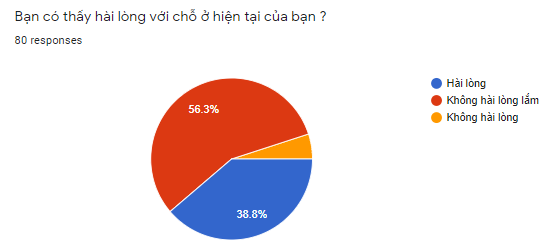 Bạn có thấy hài lòng với chỗ ở hiện tại của bạn ?
80 responses
56.3%
38.8%
Hài lòng
Không hài lòng lắm
Không hài lòng